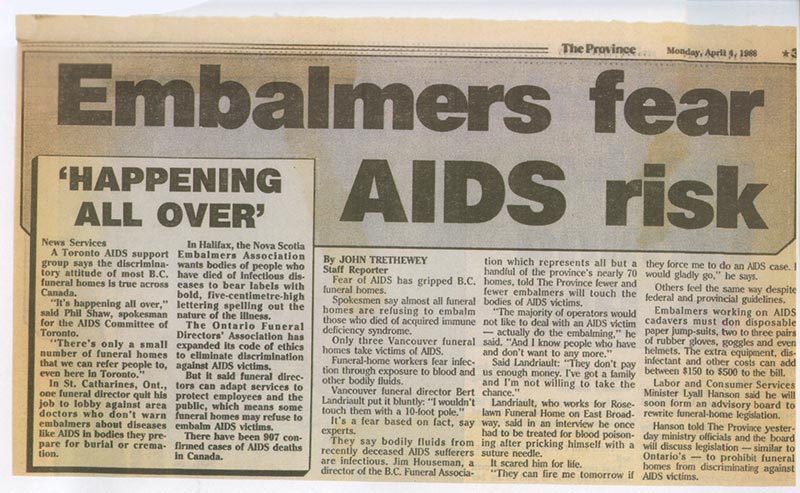 The Province
Monday, April 4, 1988
Embalmers fear
AIDS risk
'HAPPENING
ALL OVER'
News Services
A Toronto AIDS support
group says the discrimina-
tory attitude of most B.C.
funeral homes is true across
Canada.
"It's happening all over,"
said Phil Shaw, spokesman
for the AIDS Committee of
Toronto.
"There's only a small
number of funeral homes
that we can refer people to,
even here in Toronto."
In St. Catharines, Ont.,
one funeral director quit his
job to lobby against area
doctors who don't warn
embalmers about diseases
like AIDS in bodies they pre-
pare for burial or crema-
tion.
In Halifax, the Nova Scotia
Embalmers Association
wants bodies of people who
have died of infectious dis-
eases to bear labels with
bold, five-centimetre-high
lettering spelling out the
nature of the illness.
The Ontario Funeral
Directors' Association has
expanded its code of ethics
to eliminate discrimination
against AIDS victims.
But it said funeral direc-
tors can adapt services to
protect employees and the
public, which means some
funeral homes may refuse to
embalm AIDS victims.
There have been 907 con-
firmed cases of AIDS deaths
in Canada.
By JOHN TRETHEWEY
Staff Reporter
Fear of AIDS has gripped B.C.
funeral homes.
Spokesmen say almost all funeral
homes are refusing to embalm
those who died of acquired immune
deficiency syndrome.
Only three Vancouver funeral
homes take victims of AIDS.
Funeral-home workers fear infec-
tion through exposure to blood and
other bodily fluids.
Vancouver funeral director Bert
Landriault put it bluntly: "I wouldn't
touch them with a 10-foot pole."
It's a fear based on fact, say
experts.
They say bodily fluids from
recently deceased AIDS sufferers
are infectious. Jim Houseman, a
director of the B.C. Funeral Associa-
tion which represents all but a
handful of the province's nearly 70
homes, told The Province fewer and
fewer embalmers will touch the
bodies of AIDS victims.
"The majority of operators would
not like to deal with an AIDS victim
— actually do the embalming," he
said. "And I know people who have
and don't want to any more."
Said Landriault: "They don't pay
us enough money. I've got a family
and I'm not willing to take the
chance."
Landriault, who works for Rose-
lawn Funeral Home on East Broad-
way, said in an interview he once
had to be treated for blood poison-
ing after pricking himself with a
suture needle.
It scared him for life.
"They can fire me tomorrow if
they force me to do an AIDS case. I
would gladly go," he says.
Others feel the same way despite
federal and provincial guidelines.
Embalmers working on AIDS
cadavers must don disposable
paper jump-suits, two to three pairs
of rubber gloves, goggles and even
helmets. The extra equipment, dis-
infectant and other costs can add
between $150 to $500 to the bill.
Labor and Consumer Services
Minister Lyall Hanson said he will
soon form an advisory board to
rewrite funeral-home legislation.
Hanson told The Province yester-
day ministry officials and the board
will discuss legislation — similar to
Ontario's — to prohibit funeral
homes from discriminating against
AIDS victims.